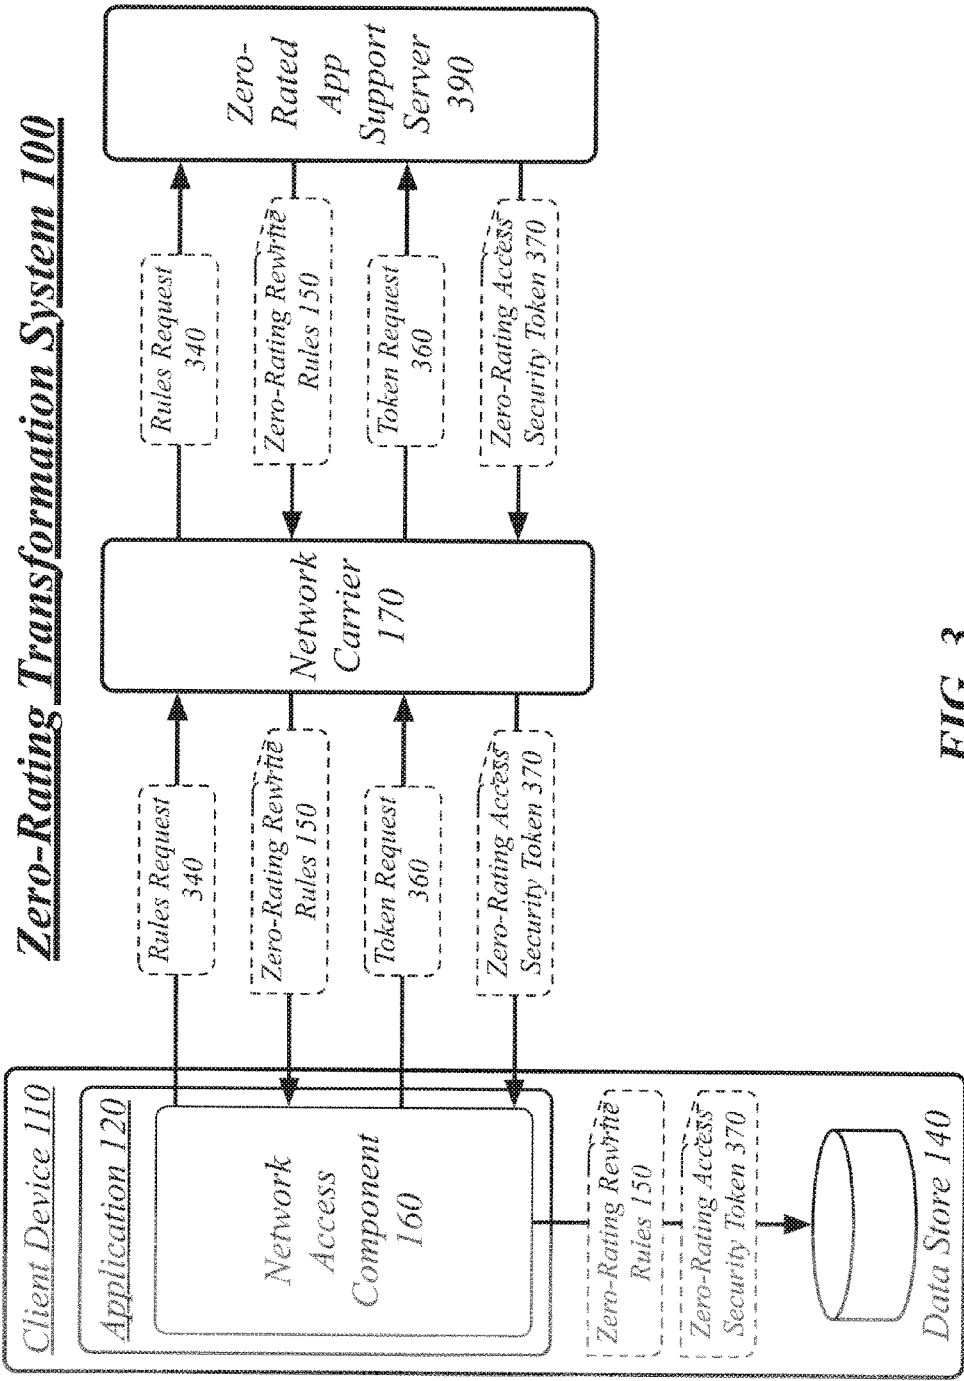 Zero-Rating Transformation System 100
Client Device 110
Application 120
Network
Access
Component
160
Rules Request
340
Zero-Rating Rewrite
Rules 150
Token Request
360
Zero-Rating Access
Security Token 370
Network
Carrier
170
Rules Request
340
Zero-Rating Rewrite
Rules 150
Token Request
360
Zero-Rating Access
Security Token 370
Zero-
Rated
App
Support
Server
390
Zero-Rating Rewrite
Rules 150
Zero-Rating Access
Security Token 370
Data Store 140
FIG. 3